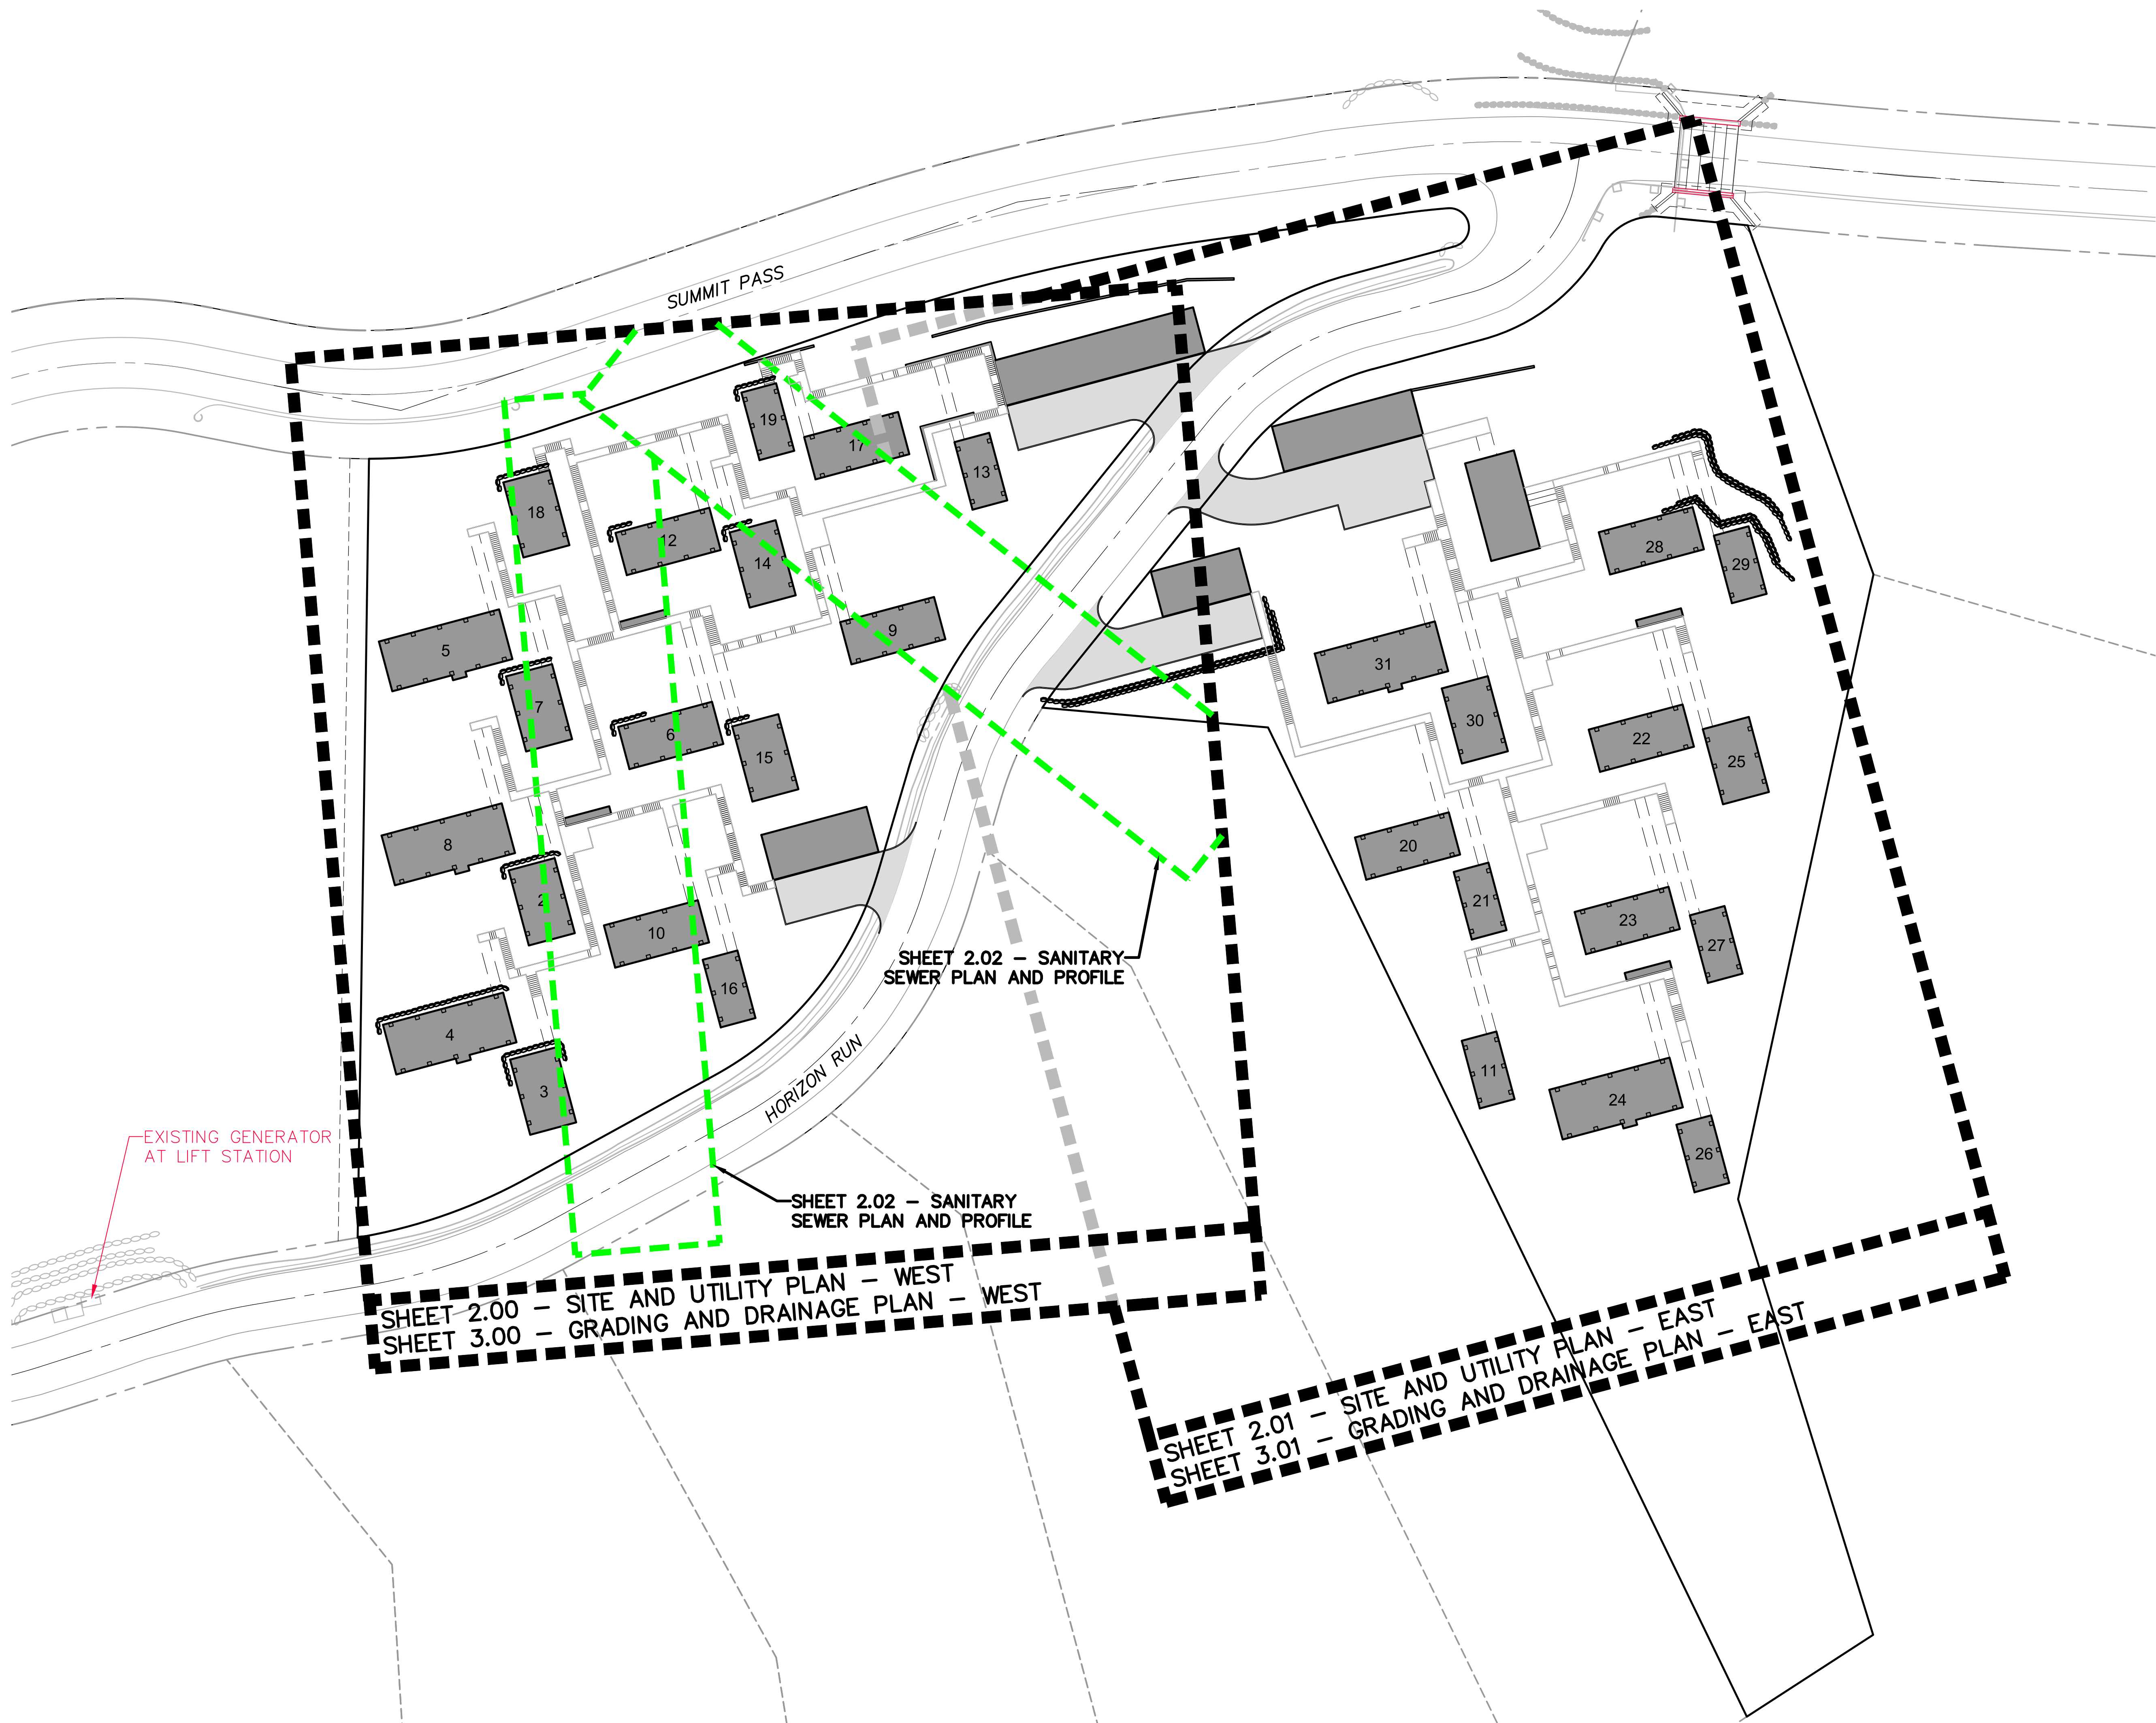 SUMMIT PASS
19
17
13
18
12
14
28
29
9
5
31
7
6
30
22
15
25
8
20
2
21
10
23
27
SHEET 2.02 – SANITARY
SEWER PLAN AND PROFILE
16
4
HORIZON RUN
3
11
24
EXISTING GENERATOR
AT LIFT STATION
26
SHEET 2.02 – SANITARY
SEWER PLAN AND PROFILE
SHEET 2.00 – SITE AND UTILITY PLAN – WEST
SHEET 3.00 – GRADING AND DRAINAGE PLAN – WEST
SHEET 2.01 – SITE AND UTILITY PLAN – EAST
SHEET 3.01 – GRADING AND DRAINAGE PLAN – EAST